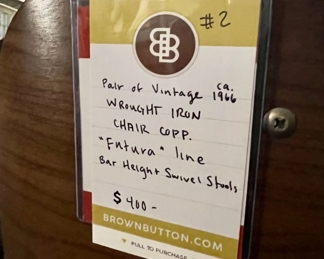 #2
BB
Pair of Vintage ca. 1966
WROUGHT IRON
CHAIR COPP.
"Futura" line
Bar Height Swivel Stools
$400-
BROWNBUTTON.COM
PULL TO PURCHASE